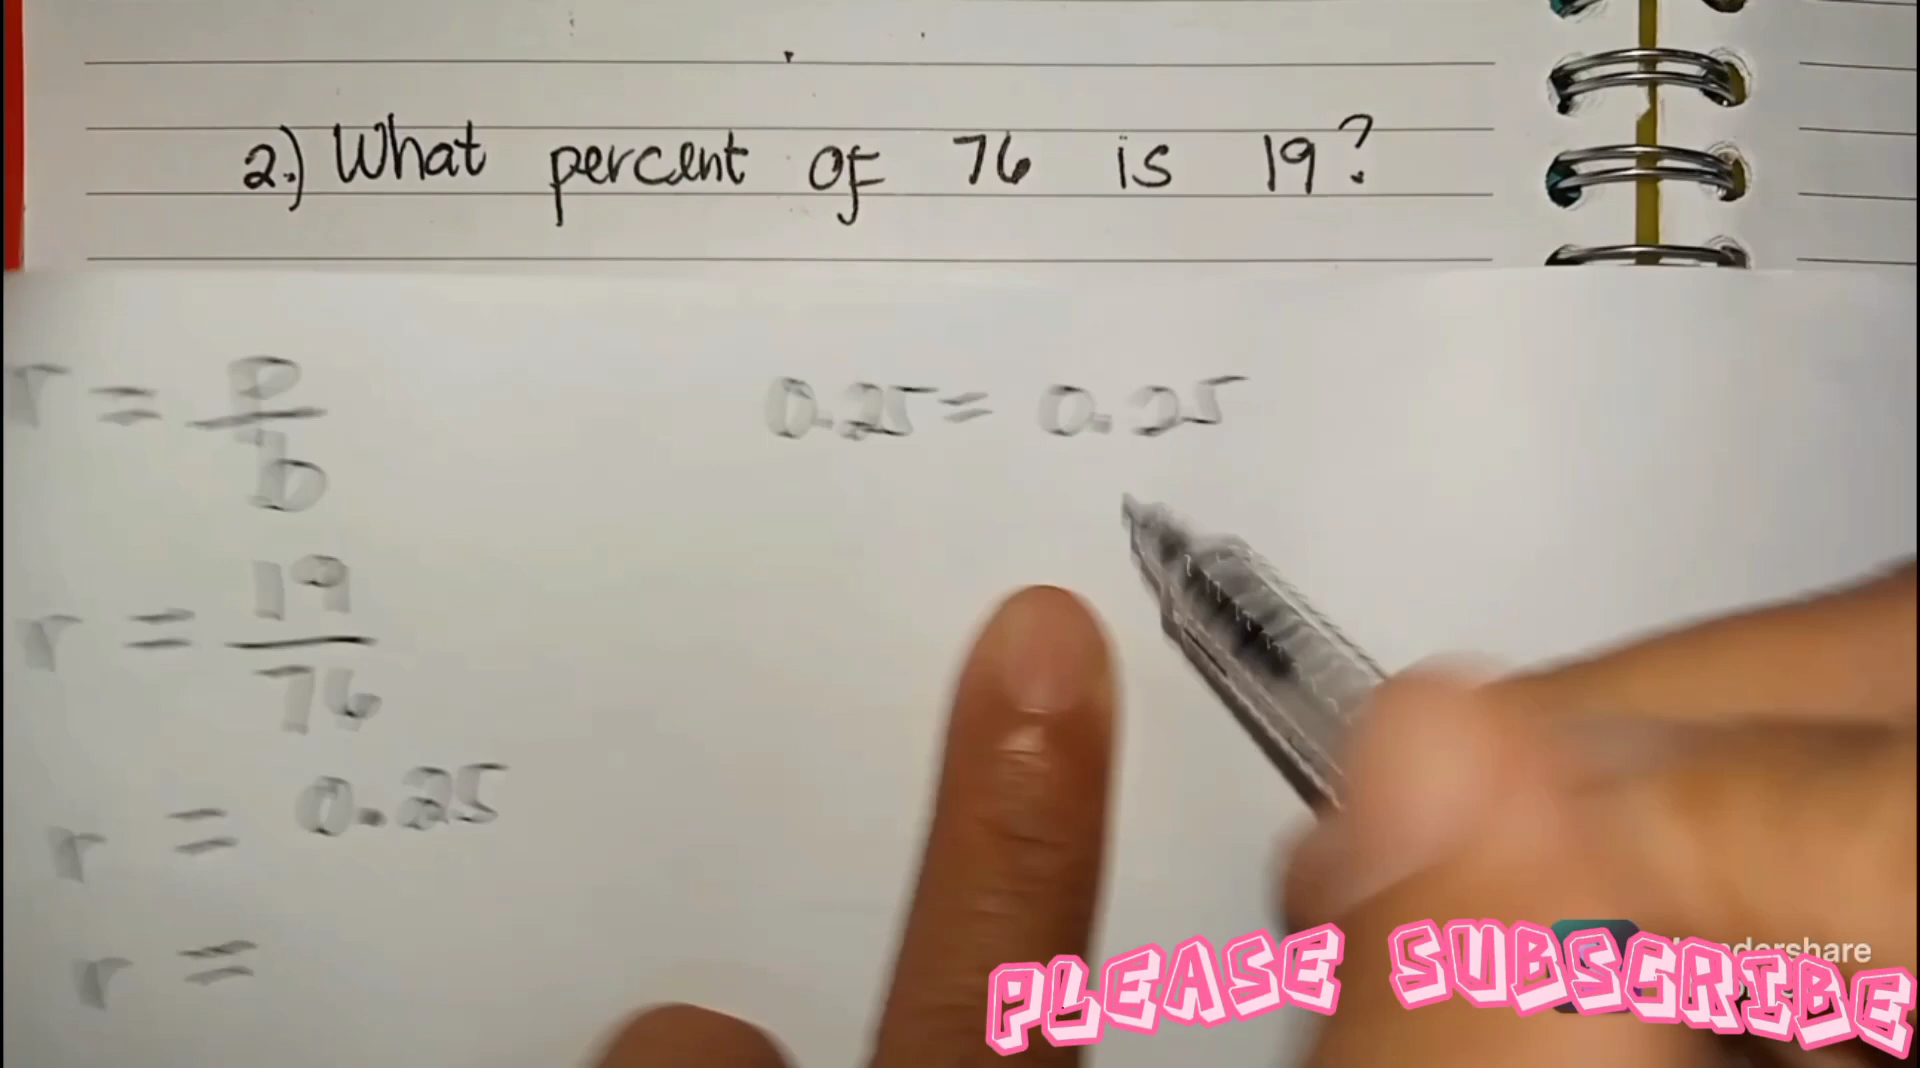 2.) What percent of 76 is 19?
r = p/b
0.25 = 0.25
r = 19/76
r = 0.25
r =
PLEASE SUBSCRIBE